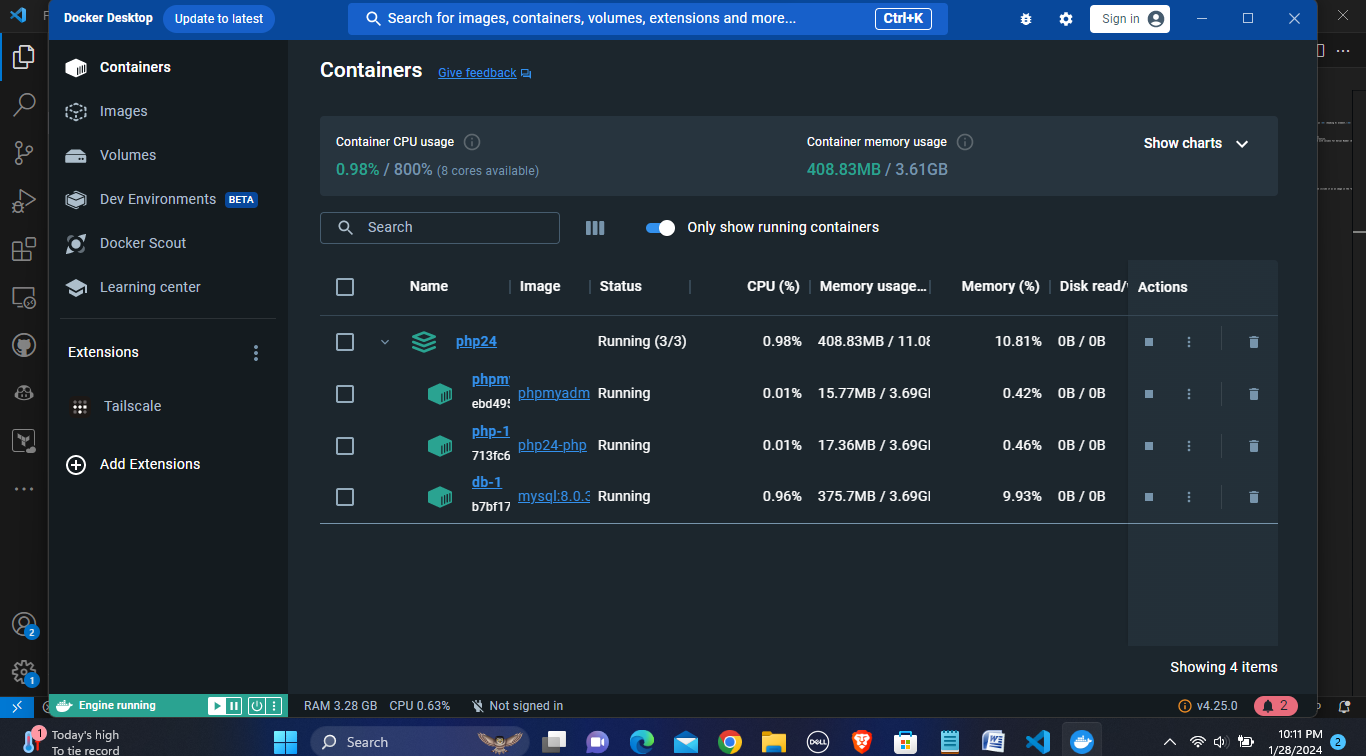 Docker Desktop
Update to latest
Search for images, containers, volumes, extensions and more...
Ctrl+K
Sign in
Containers
Images
Volumes
Dev Environments BETA
Docker Scout
Learning center
Extensions
Tailscale
Add Extensions
Containers Give feedback
Container CPU usage
0.98% / 800% (8 cores available)
Container memory usage
408.83MB / 3.61GB
Show charts
Search
Only show running containers
Name Image Status CPU (%) Memory usage... Memory (%) Disk read/ Actions
php24 Running (3/3) 0.98% 408.83MB / 11.08 10.81% 0B / 0B
phpm
ebd495 phpmyadm Running 0.01% 15.77MB / 3.69G 0.42% 0B / 0B
php-1
713fc6 php24-php Running 0.01% 17.36MB / 3.69G 0.46% 0B / 0B
db-1
b7bf17 mysql:8.0.3 Running 0.96% 375.7MB / 3.69G 9.93% 0B / 0B
Showing 4 items
2
1
Engine running
RAM 3.28 GB CPU 0.63% Not signed in
v4.25.0
2
1
Today's high
To tie record
Search
DELL
10:11 PM
1/28/2024
2